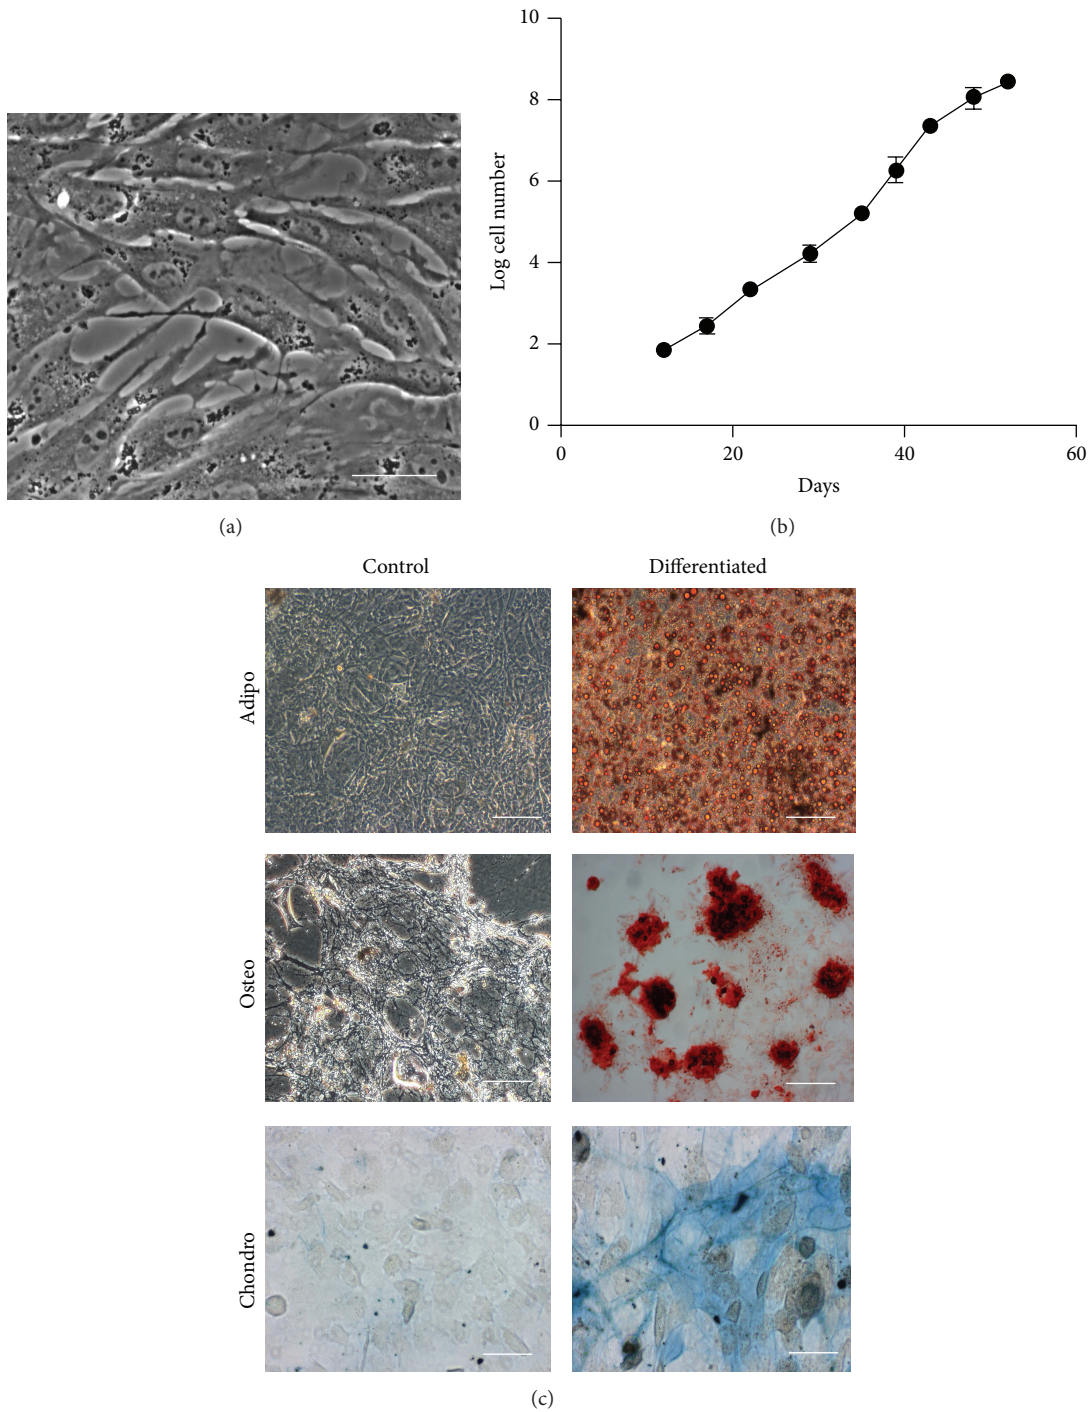 10
8
6
4
2
0
Log cell number
0 20 40 60
Days
(a) (b)
Control Differentiated
Adipo
Osteo
Chondro
(c)